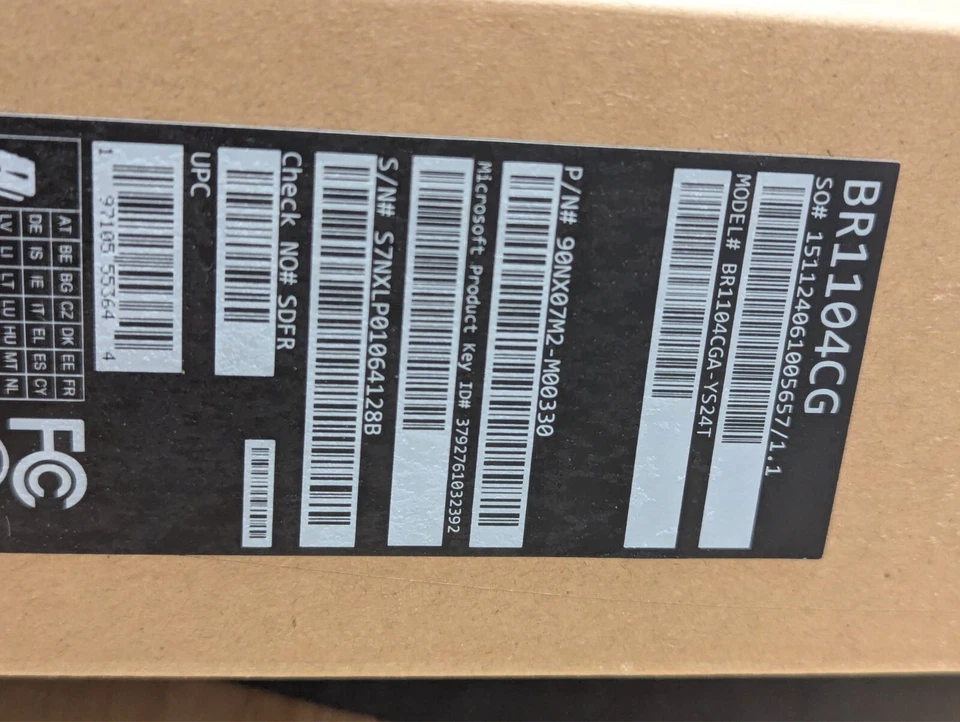 BR1104CG
SO# 151124061005657/1.1
MODEL# BR1104CGA-YS24T
P/N# 90NX07M2-M00330
Microsoft Product Key ID# 3792761032392
S/N# S7NXLP01064128B
Check NO# SDFR
UPC
1 97105 55364 4
AT BE BG CZ DK EE FR
DE IS IE IT EL ES CY
LV LI LT LU HU MT NL
FC